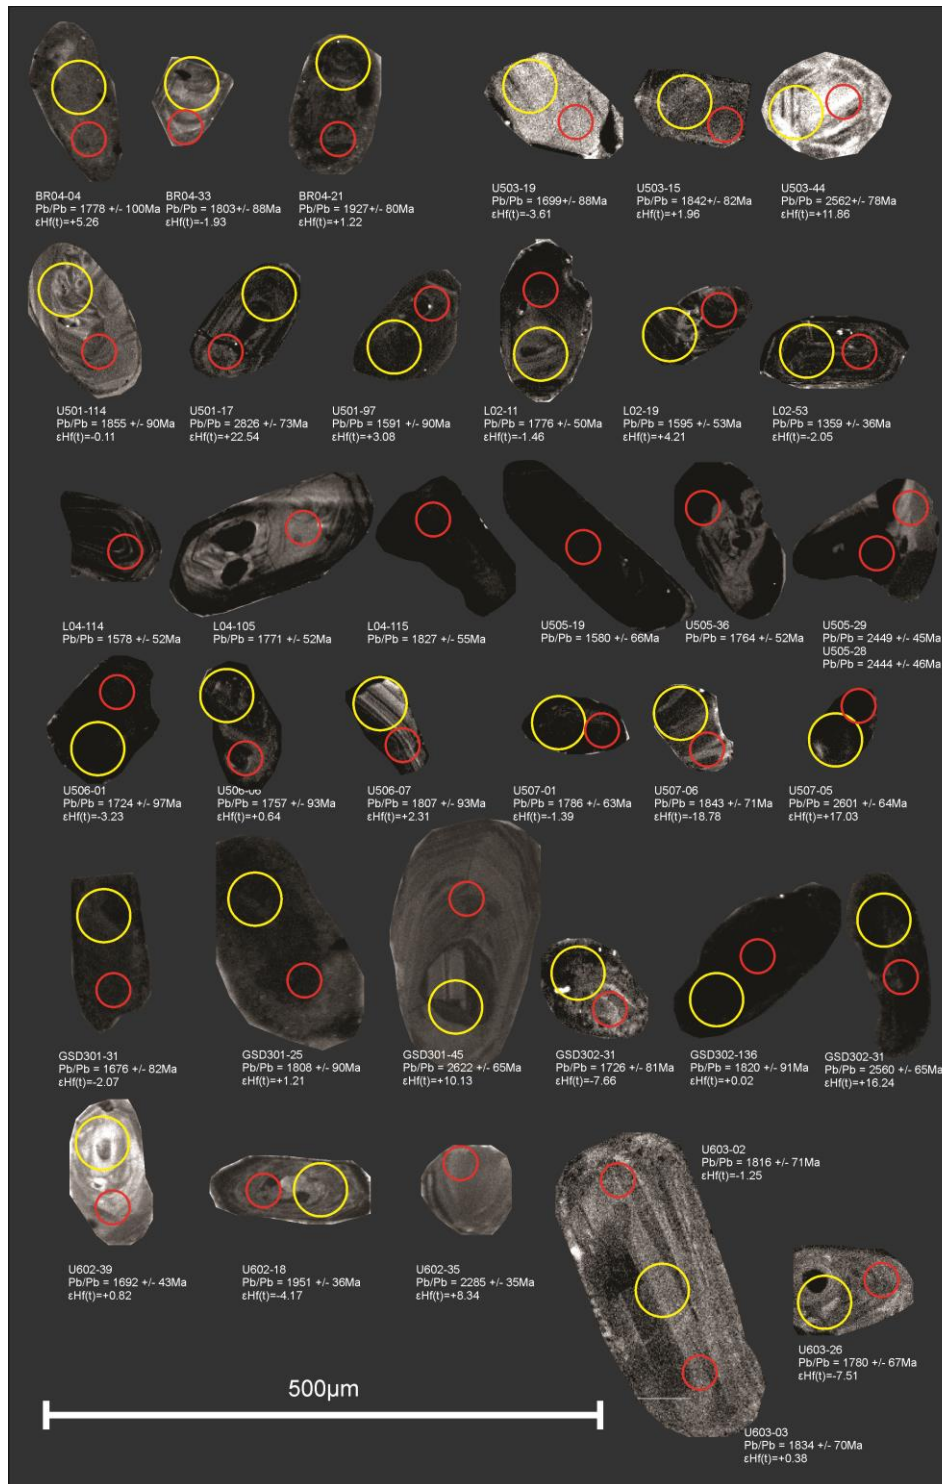 BR04-04
Pb/Pb = 1778 +/- 100Ma
εHf(t)=+5.26
BR04-33
Pb/Pb = 1803+/- 88Ma
εHf(t)=-1.93
BR04-21
Pb/Pb = 1927+/- 80Ma
εHf(t)=+1.22
U503-19
Pb/Pb = 1699+/- 88Ma
εHf(t)=-3.61
U503-15
Pb/Pb = 1842+/- 82Ma
εHf(t)=+1.96
U503-44
Pb/Pb = 2562+/- 78Ma
εHf(t)=+11.86
U501-114
Pb/Pb = 1855 +/- 90Ma
εHf(t)=-0.11
U501-17
Pb/Pb = 2826 +/- 73Ma
εHf(t)=+22.54
U501-97
Pb/Pb = 1591 +/- 90Ma
εHf(t)=+3.08
L02-11
Pb/Pb = 1776 +/- 50Ma
εHf(t)=-1.46
L02-19
Pb/Pb = 1595 +/- 53Ma
εHf(t)=+4.21
L02-53
Pb/Pb = 1359 +/- 36Ma
εHf(t)=-2.05
L04-114
Pb/Pb = 1578 +/- 52Ma
L04-105
Pb/Pb = 1771 +/- 52Ma
L04-115
Pb/Pb = 1827 +/- 55Ma
U505-19
Pb/Pb = 1580 +/- 66Ma
U505-36
Pb/Pb = 1764 +/- 52Ma
U505-29
Pb/Pb = 2449 +/- 45Ma
U505-28
Pb/Pb = 2444 +/- 46Ma
U506-01
Pb/Pb = 1724 +/- 97Ma
εHf(t)=-3.23
U506-06
Pb/Pb = 1757 +/- 93Ma
εHf(t)=+0.64
U506-07
Pb/Pb = 1807 +/- 93Ma
εHf(t)=+2.31
U507-01
Pb/Pb = 1786 +/- 63Ma
εHf(t)=-1.39
U507-06
Pb/Pb = 1843 +/- 71Ma
εHf(t)=-18.78
U507-05
Pb/Pb = 2601 +/- 64Ma
εHf(t)=+17.03
GSD301-31
Pb/Pb = 1676 +/- 82Ma
εHf(t)=-2.07
GSD301-25
Pb/Pb = 1808 +/- 90Ma
εHf(t)=+1.21
GSD301-45
Pb/Pb = 2622 +/- 65Ma
εHf(t)=+10.13
GSD302-31
Pb/Pb = 1726 +/- 81Ma
εHf(t)=-7.66
GSD302-136
Pb/Pb = 1820 +/- 91Ma
εHf(t)=+0.02
GSD302-31
Pb/Pb = 2560 +/- 65Ma
εHf(t)=+16.24
U602-39
Pb/Pb = 1692 +/- 43Ma
εHf(t)=+0.82
U602-18
Pb/Pb = 1951 +/- 36Ma
εHf(t)=-4.17
U602-35
Pb/Pb = 2285 +/- 35Ma
εHf(t)=+8.34
U603-02
Pb/Pb = 1816 +/- 71Ma
εHf(t)=-1.25
U603-26
Pb/Pb = 1780 +/- 67Ma
εHf(t)=-7.51
500µm
U603-03
Pb/Pb = 1834 +/- 70Ma
εHf(t)=+0.38